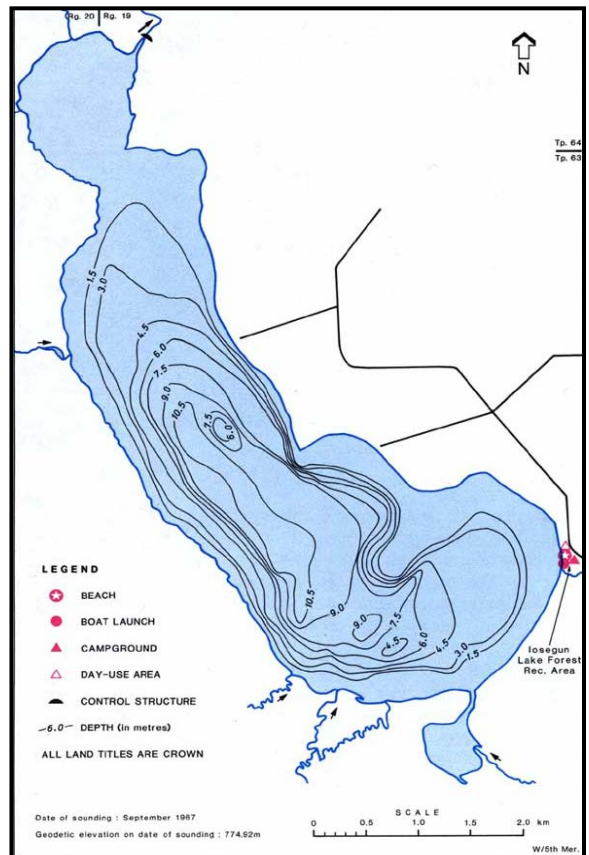 Rg. 20 Rg. 19
N
Tp. 64
Tp. 63
1.5
3.0
4.5
6.0
7.5
9.0
10.5
7.5
6.0
10.5
9.0
9.0
7.5
4.5
6.0
4.5
3.0
1.5
Iosegun
Lake Forest
Rec. Area
LEGEND
BEACH
BOAT LAUNCH
CAMPGROUND
DAY-USE AREA
CONTROL STRUCTURE
-6.0- DEPTH (in metres)
ALL LAND TITLES ARE CROWN
Date of sounding : September 1967
Geodetic elevation on date of sounding : 774.92m
SCALE
0 0.5 1.0 1.5 2.0 km
W/5th Mer.